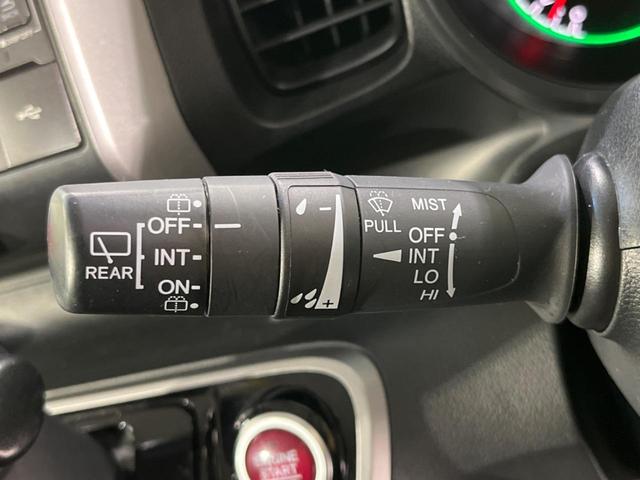 OFF
INT
ON
REAR
−
+
PULL
MIST
OFF
INT
LO
HI
ENGINE
START